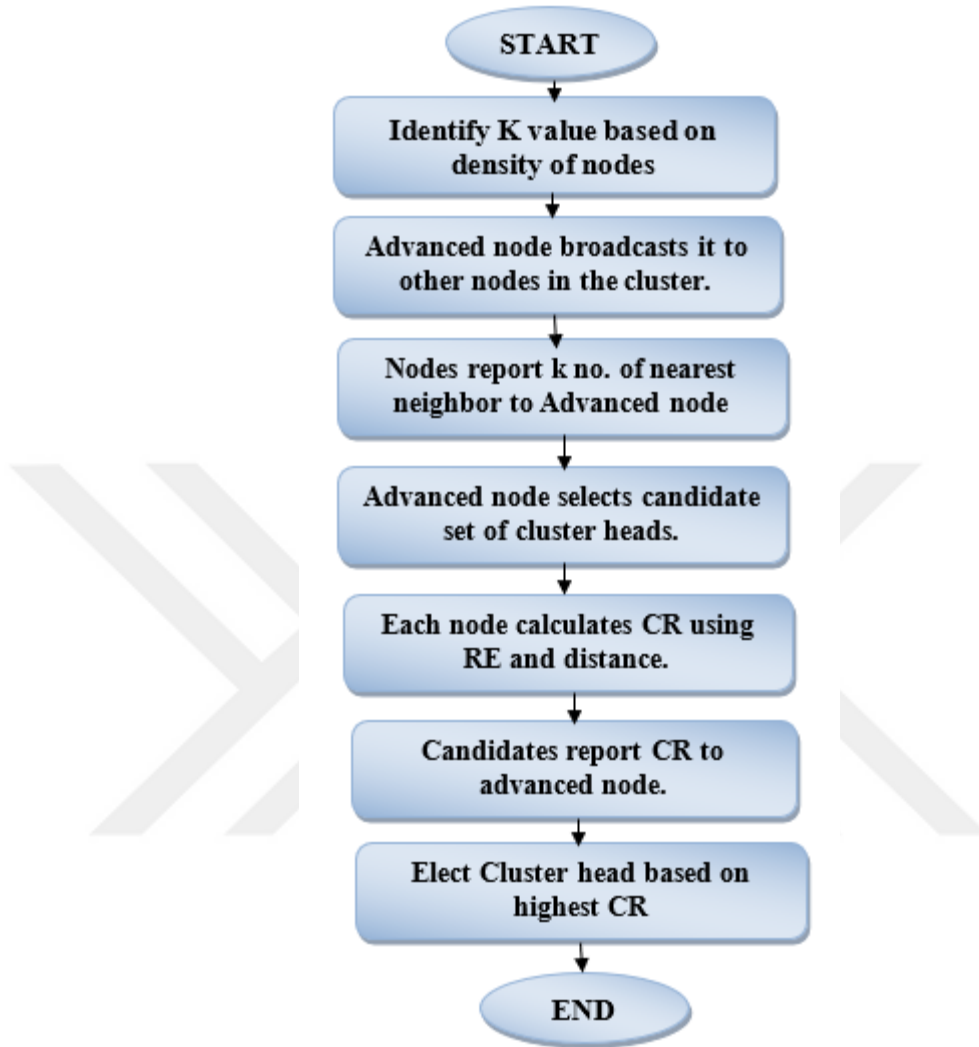 START
Identify K value based on
density of nodes
Advanced node broadcasts it to
other nodes in the cluster.
Nodes report k no. of nearest
neighbor to Advanced node
Advanced node selects candidate
set of cluster heads.
Each node calculates CR using
RE and distance.
Candidates report CR to
advanced node.
Elect Cluster head based on
highest CR
END